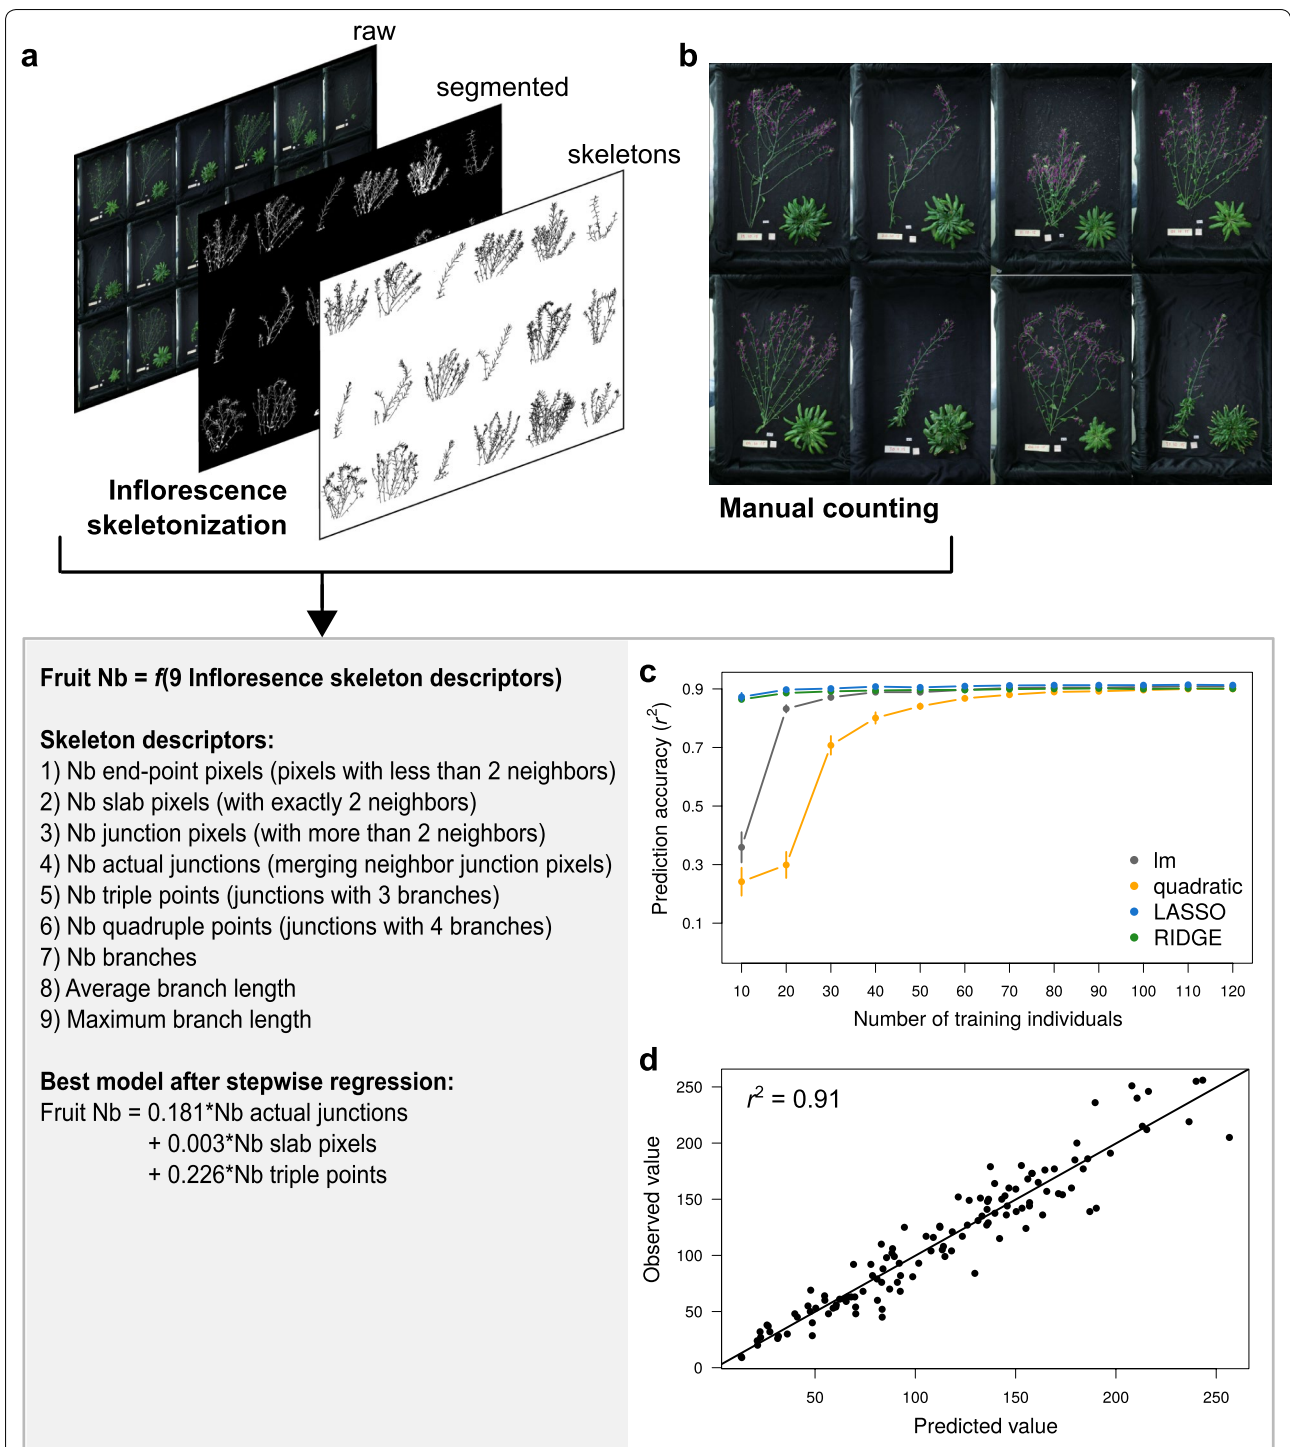 a
raw
segmented
skeletons
Inflorescence
skeletonization
b
Manual counting
Fruit Nb = f(9 Infloresence skeleton descriptors)
Skeleton descriptors:
1) Nb end-point pixels (pixels with less than 2 neighbors)
2) Nb slab pixels (with exactly 2 neighbors)
3) Nb junction pixels (with more than 2 neighbors)
4) Nb actual junctions (merging neighbor junction pixels)
5) Nb triple points (junctions with 3 branches)
6) Nb quadruple points (junctions with 4 branches)
7) Nb branches
8) Average branch length
9) Maximum branch length
Best model after stepwise regression:
Fruit Nb = 0.181*Nb actual junctions
+ 0.003*Nb slab pixels
+ 0.226*Nb triple points
c
Prediction accuracy (r²)
0.9
0.7
0.5
0.3
0.1
lm
quadratic
LASSO
RIDGE
10 20 30 40 50 60 70 80 90 100 110 120
Number of training individuals
d
r² = 0.91
Observed value
250
200
150
100
50
0
50 100 150 200 250
Predicted value